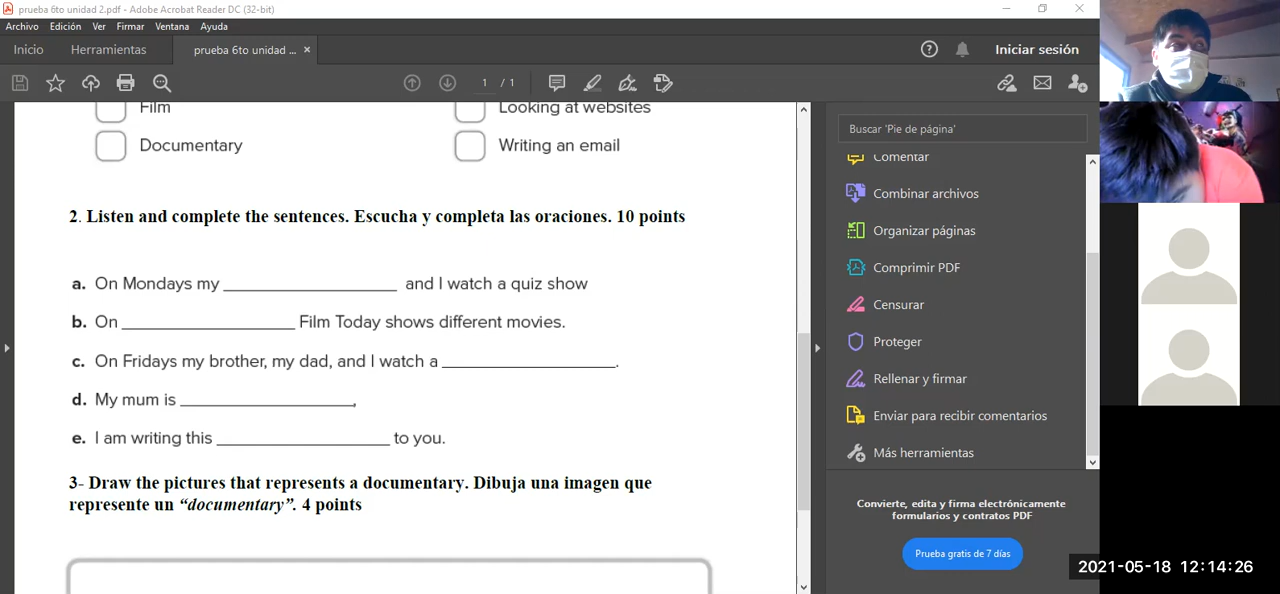 prueba 6to unidad 2.pdf - Adobe Acrobat Reader DC (32-bit)
Archivo Edición Ver Firmar Ventana Ayuda
Inicio Herramientas prueba 6to unidad ... × Iniciar sesión
1 / 1
Film Looking at websites
Documentary Writing an email
2. Listen and complete the sentences. Escucha y completa las oraciones. 10 points
a. On Mondays my ____________ and I watch a quiz show
b. On ____________ Film Today shows different movies.
c. On Fridays my brother, my dad, and I watch a ____________.
d. My mum is ____________,
e. I am writing this ____________ to you.
3- Draw the pictures that represents a documentary. Dibuja una imagen que
represente un “documentary”. 4 points
Buscar 'Pie de página'
Comentar
Combinar archivos
Organizar páginas
Comprimir PDF
Censurar
Proteger
Rellenar y firmar
Enviar para recibir comentarios
Más herramientas
Convierte, edita y firma electrónicamente
formularios y contratos PDF
Prueba gratis de 7 días
2021-05-18 12:14:26